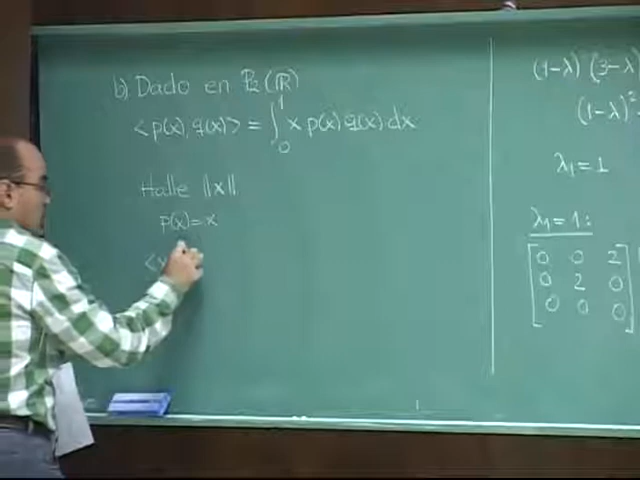 b) Dado en P₂(ℝ)
<p(x), q(x)> = ∫₀¹ x p(x) q(x) dx
Halle ||x||
p(x) = x
<x
(1-λ) (3-λ)
(1-λ)²
λ₁ = 1
λ₁ = 1:
[0 0 2]
[0 2 0]
[0 0 0]